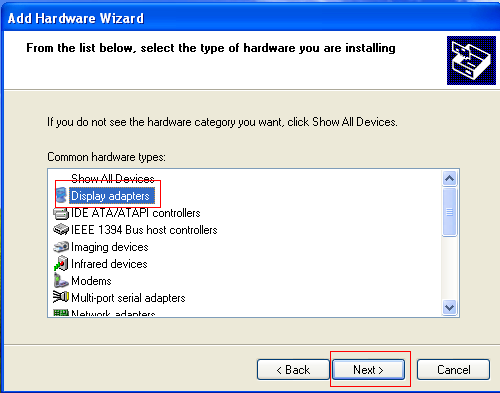 Add Hardware Wizard
From the list below, select the type of hardware you are installing
If you do not see the hardware category you want, click Show All Devices.
Common hardware types:
Show All Devices
Display adapters
IDE ATA/ATAPI controllers
IEEE 1394 Bus host controllers
Imaging devices
Infrared devices
Modems
Multi-port serial adapters
Network adapters
< Back
Next >
Cancel